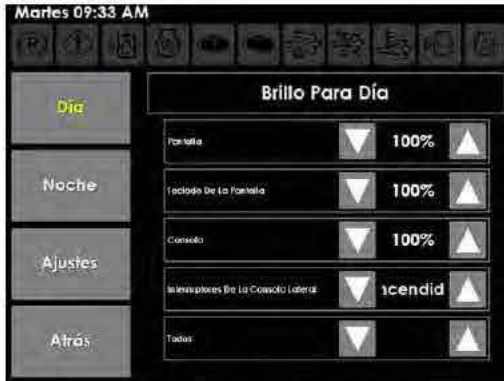 Martes 09:33 AM
Día
Noche
Ajustes
Atrás
Brillo Para Día
Pantalla 100%
Teclado De La Pantalla 100%
Consola 100%
Interruptores De La Consola Lateral ncendid
Todos